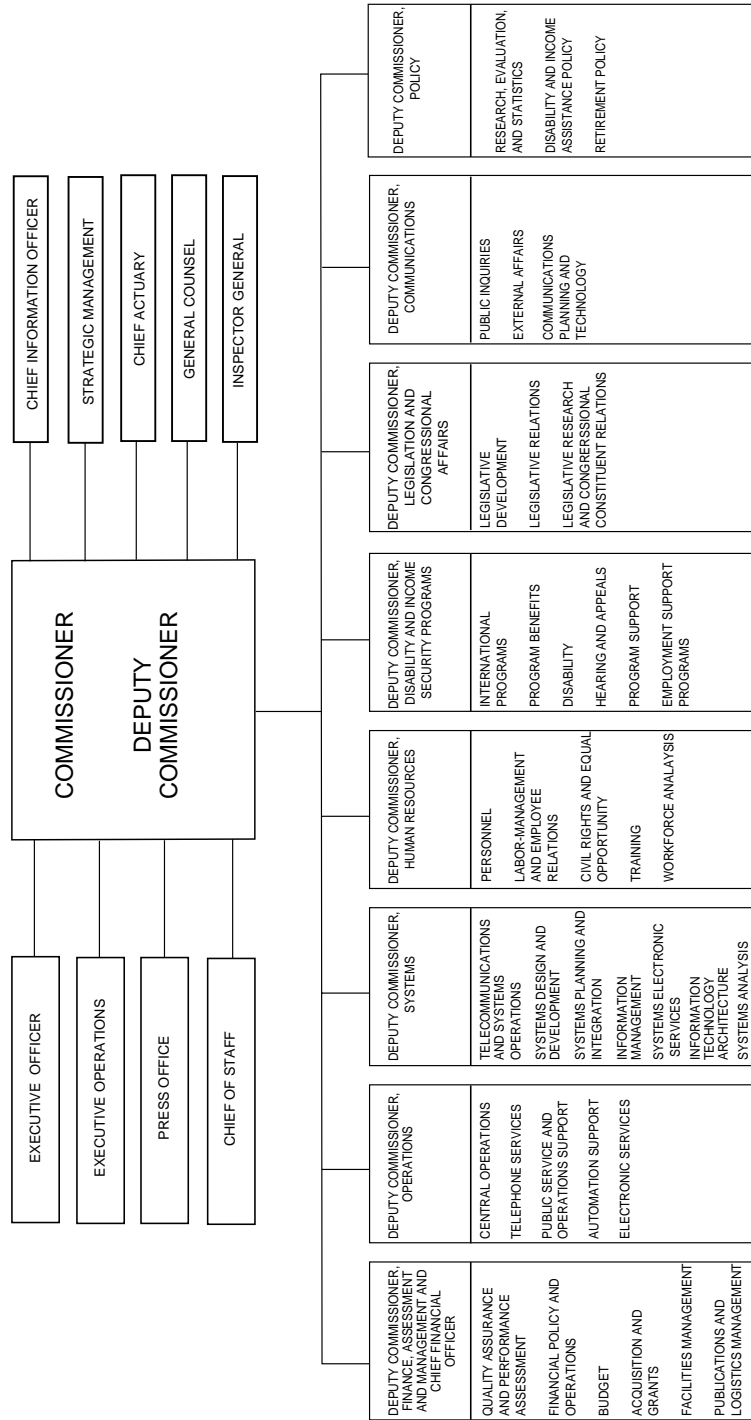 EXECUTIVE OFFICER
EXECUTIVE OPERATIONS
PRESS OFFICE
CHIEF OF STAFF
COMMISSIONER
DEPUTY
COMMISSIONER
CHIEF INFORMATION OFFICER
STRATEGIC MANAGEMENT
CHIEF ACTUARY
GENERAL COUNSEL
INSPECTOR GENERAL
DEPUTY COMMISSIONER,
FINANCE, ASSESSMENT
AND MANAGEMENT AND
CHIEF FINANCIAL
OFFICER
QUALITY ASSURANCE
AND PERFORMANCE
ASSESSMENT
FINANCIAL POLICY AND
OPERATIONS
BUDGET
ACQUISITION AND
GRANTS
FACILITIES MANAGEMENT
PUBLICATIONS AND
LOGISTICS MANAGEMENT
DEPUTY COMMISSIONER,
OPERATIONS
CENTRAL OPERATIONS
TELEPHONE SERVICES
PUBLIC SERVICE AND
OPERATIONS SUPPORT
AUTOMATION SUPPORT
ELECTRONIC SERVICES
DEPUTY COMMISSIONER,
SYSTEMS
TELECOMMUNICATIONS
AND SYSTEMS
OPERATIONS
SYSTEMS DESIGN AND
DEVELOPMENT
SYSTEMS PLANNING AND
INTEGRATION
INFORMATION
MANAGEMENT
SYSTEMS ELECTRONIC
SERVICES
INFORMATION
TECHNOLOGY
ARCHITECTURE
SYSTEMS ANALYSIS
DEPUTY COMMISSIONER,
HUMAN RESOURCES
PERSONNEL
LABOR-MANAGEMENT
AND EMPLOYEE
RELATIONS
CIVIL RIGHTS AND EQUAL
OPPORTUNITY
TRAINING
WORKFORCE ANALAYSIS
DEPUTY COMMISSIONER,
DISABILITY AND INCOME
SECURITY PROGRAMS
INTERNATIONAL
PROGRAMS
PROGRAM BENEFITS
DISABILITY
HEARING AND APPEALS
PROGRAM SUPPORT
EMPLOYMENT SUPPORT
PROGRAMS
DEPUTY COMMISSIONER,
LEGISLATION AND
CONGRESSIONAL
AFFAIRS
LEGISLATIVE
DEVELOPMENT
LEGISLATIVE RELATIONS
LEGISLATIVE RESEARCH
AND CONGRERSSIONAL
CONSTITUENT RELATIONS
DEPUTY COMMISSIONER,
COMMUNICATIONS
PUBLIC INQUIRIES
EXTERNAL AFFAIRS
COMMUNICATIONS
PLANNING AND
TECHNOLOGY
DEPUTY COMMISSIONER,
POLICY
RESEARCH, EVALUATION,
AND STATISTICS
DISABILITY AND INCOME
ASSISTANCE POLICY
RETIREMENT POLICY